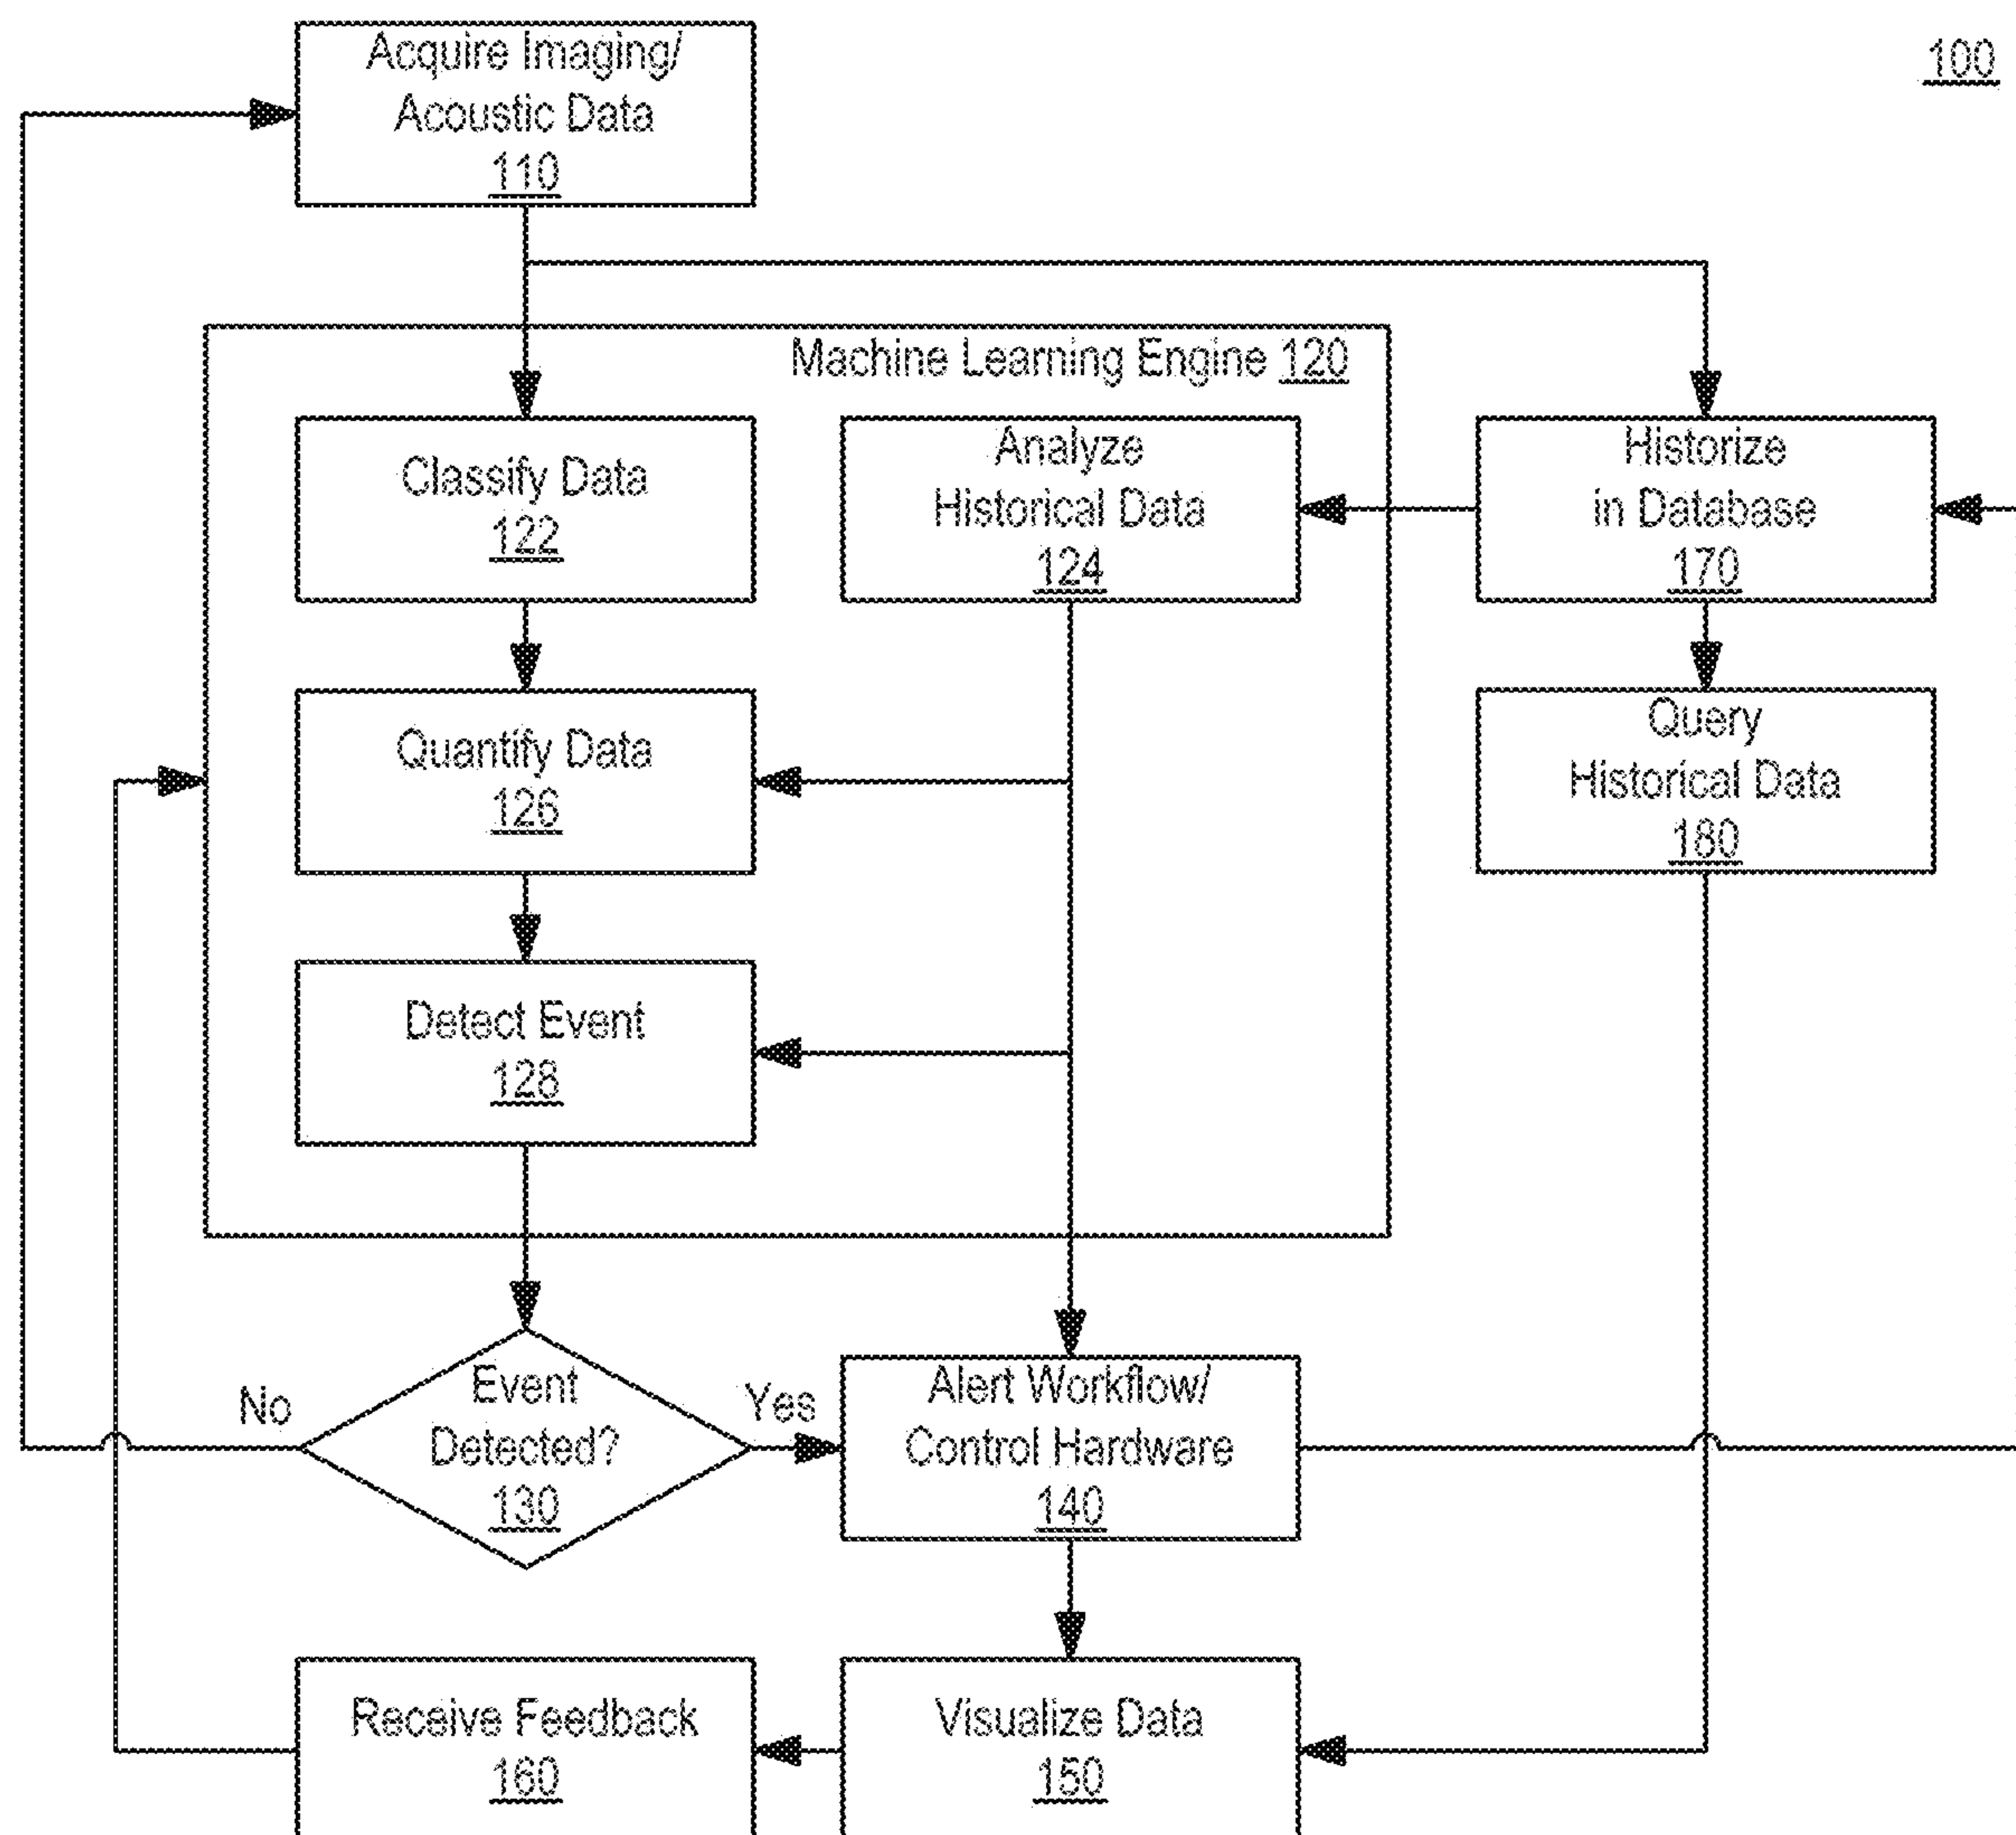 100
Acquire Imaging/
Acoustic Data
110
Machine Learning Engine 120
Classify Data
122
Analyze
Historical Data
124
Historize
in Database
170
Quantify Data
126
Query
Historical Data
180
Detect Event
128
No
Event
Detected?
130
Yes
Alert Workflow/
Control Hardware
140
Receive Feedback
160
Visualize Data
150